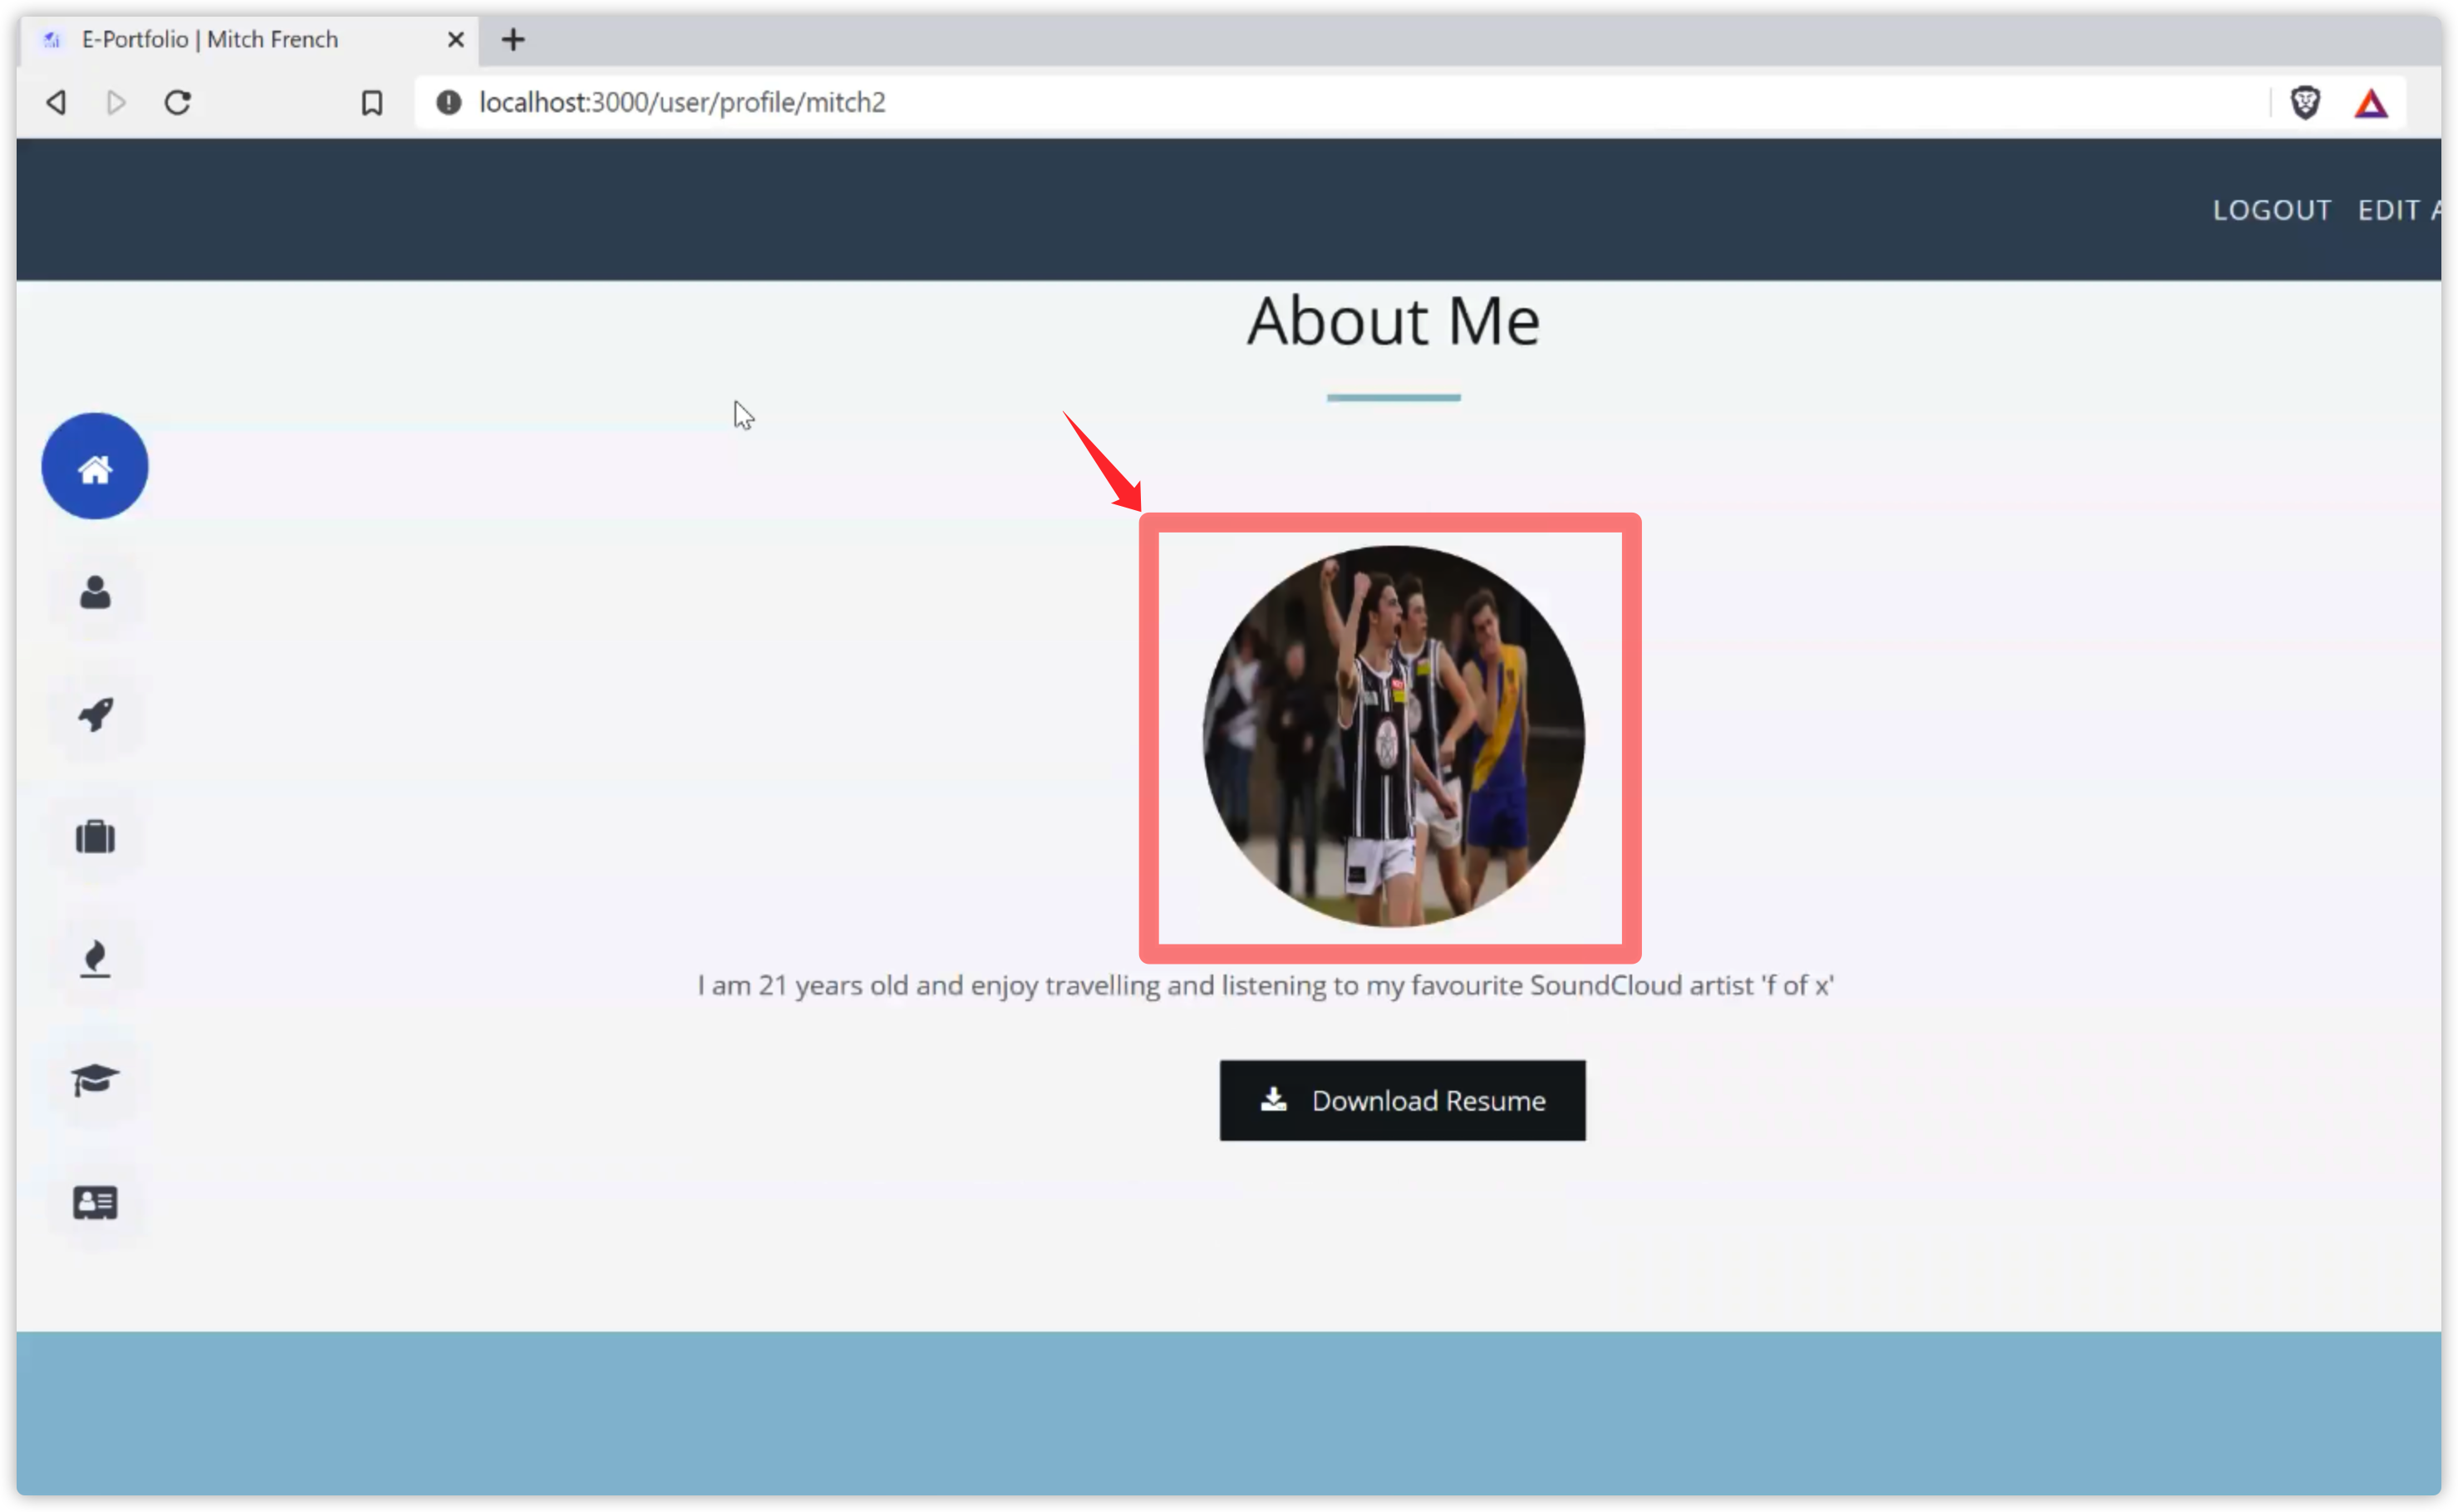 E-Portfolio | Mitch French
localhost:3000/user/profile/mitch2
LOGOUT EDIT A
About Me
I am 21 years old and enjoy travelling and listening to my favourite SoundCloud artist 'f of x'
Download Resume